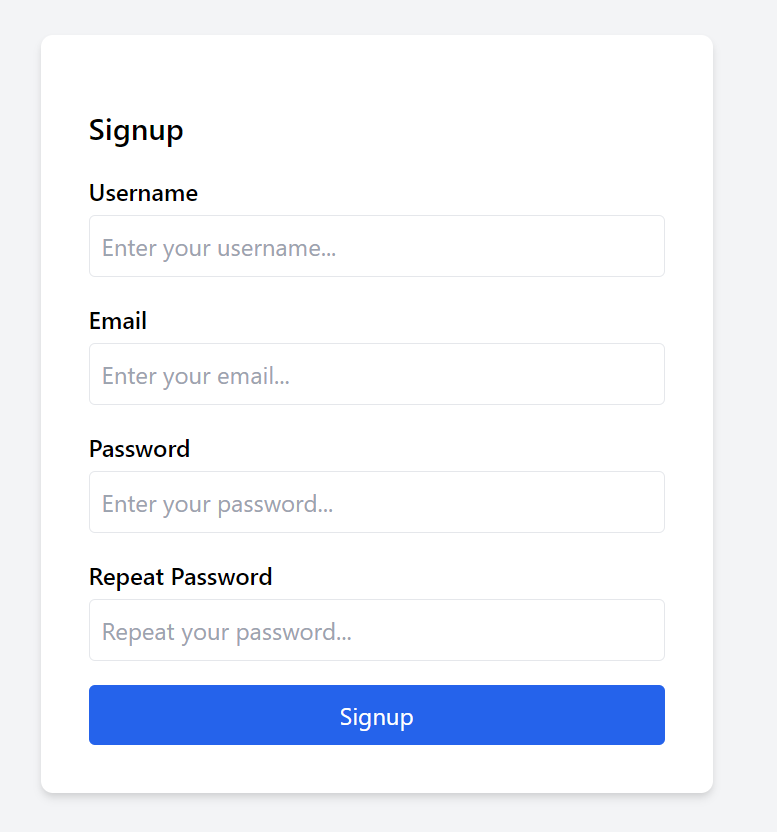 Signup
Username
Enter your username...
Email
Enter your email...
Password
Enter your password...
Repeat Password
Repeat your password...
Signup